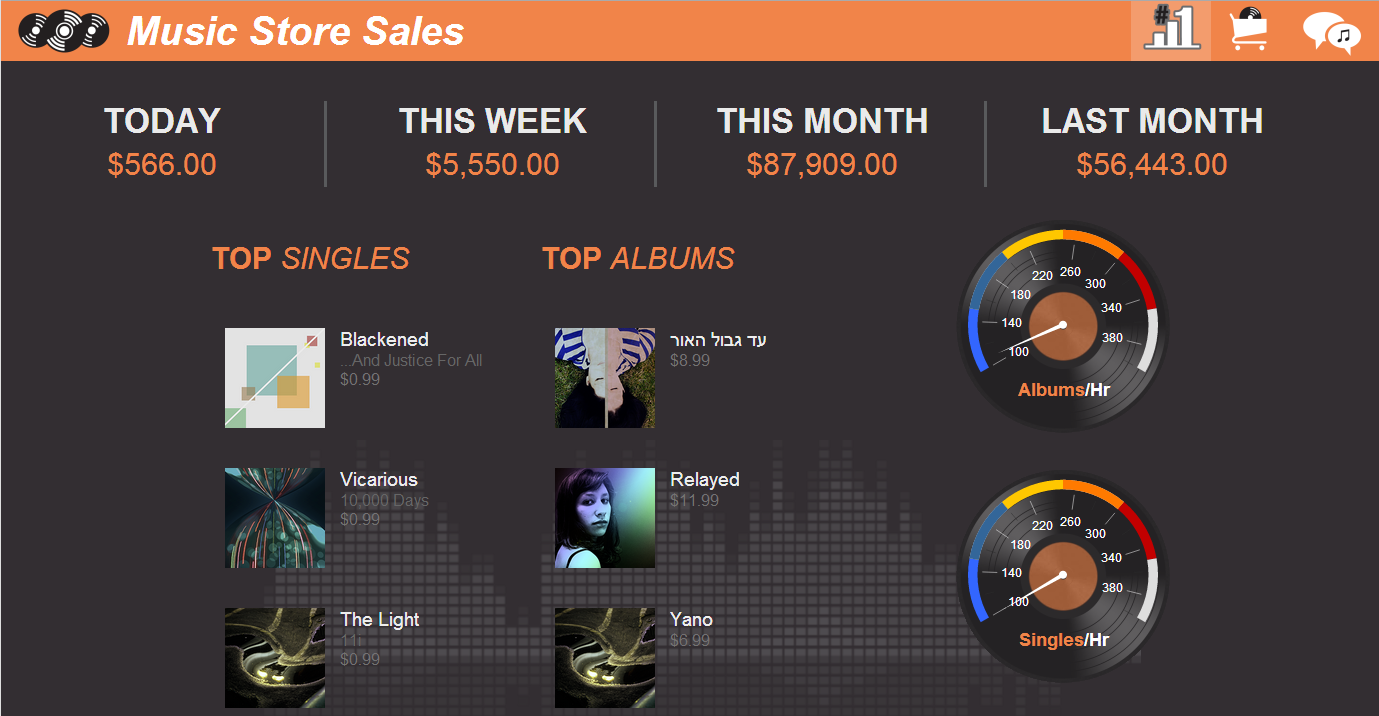 Music Store Sales
#1
TODAY
$566.00
THIS WEEK
$5,550.00
THIS MONTH
$87,909.00
LAST MONTH
$56,443.00
TOP SINGLES
Blackened
...And Justice For All
$0.99
Vicarious
10,000 Days
$0.99
The Light
11i
$0.99
TOP ALBUMS
עד גבול האור
$8.99
Relayed
$11.99
Yano
$6.99
100
140
180
220
260
300
340
380
Albums/Hr
100
140
180
220
260
300
340
380
Singles/Hr